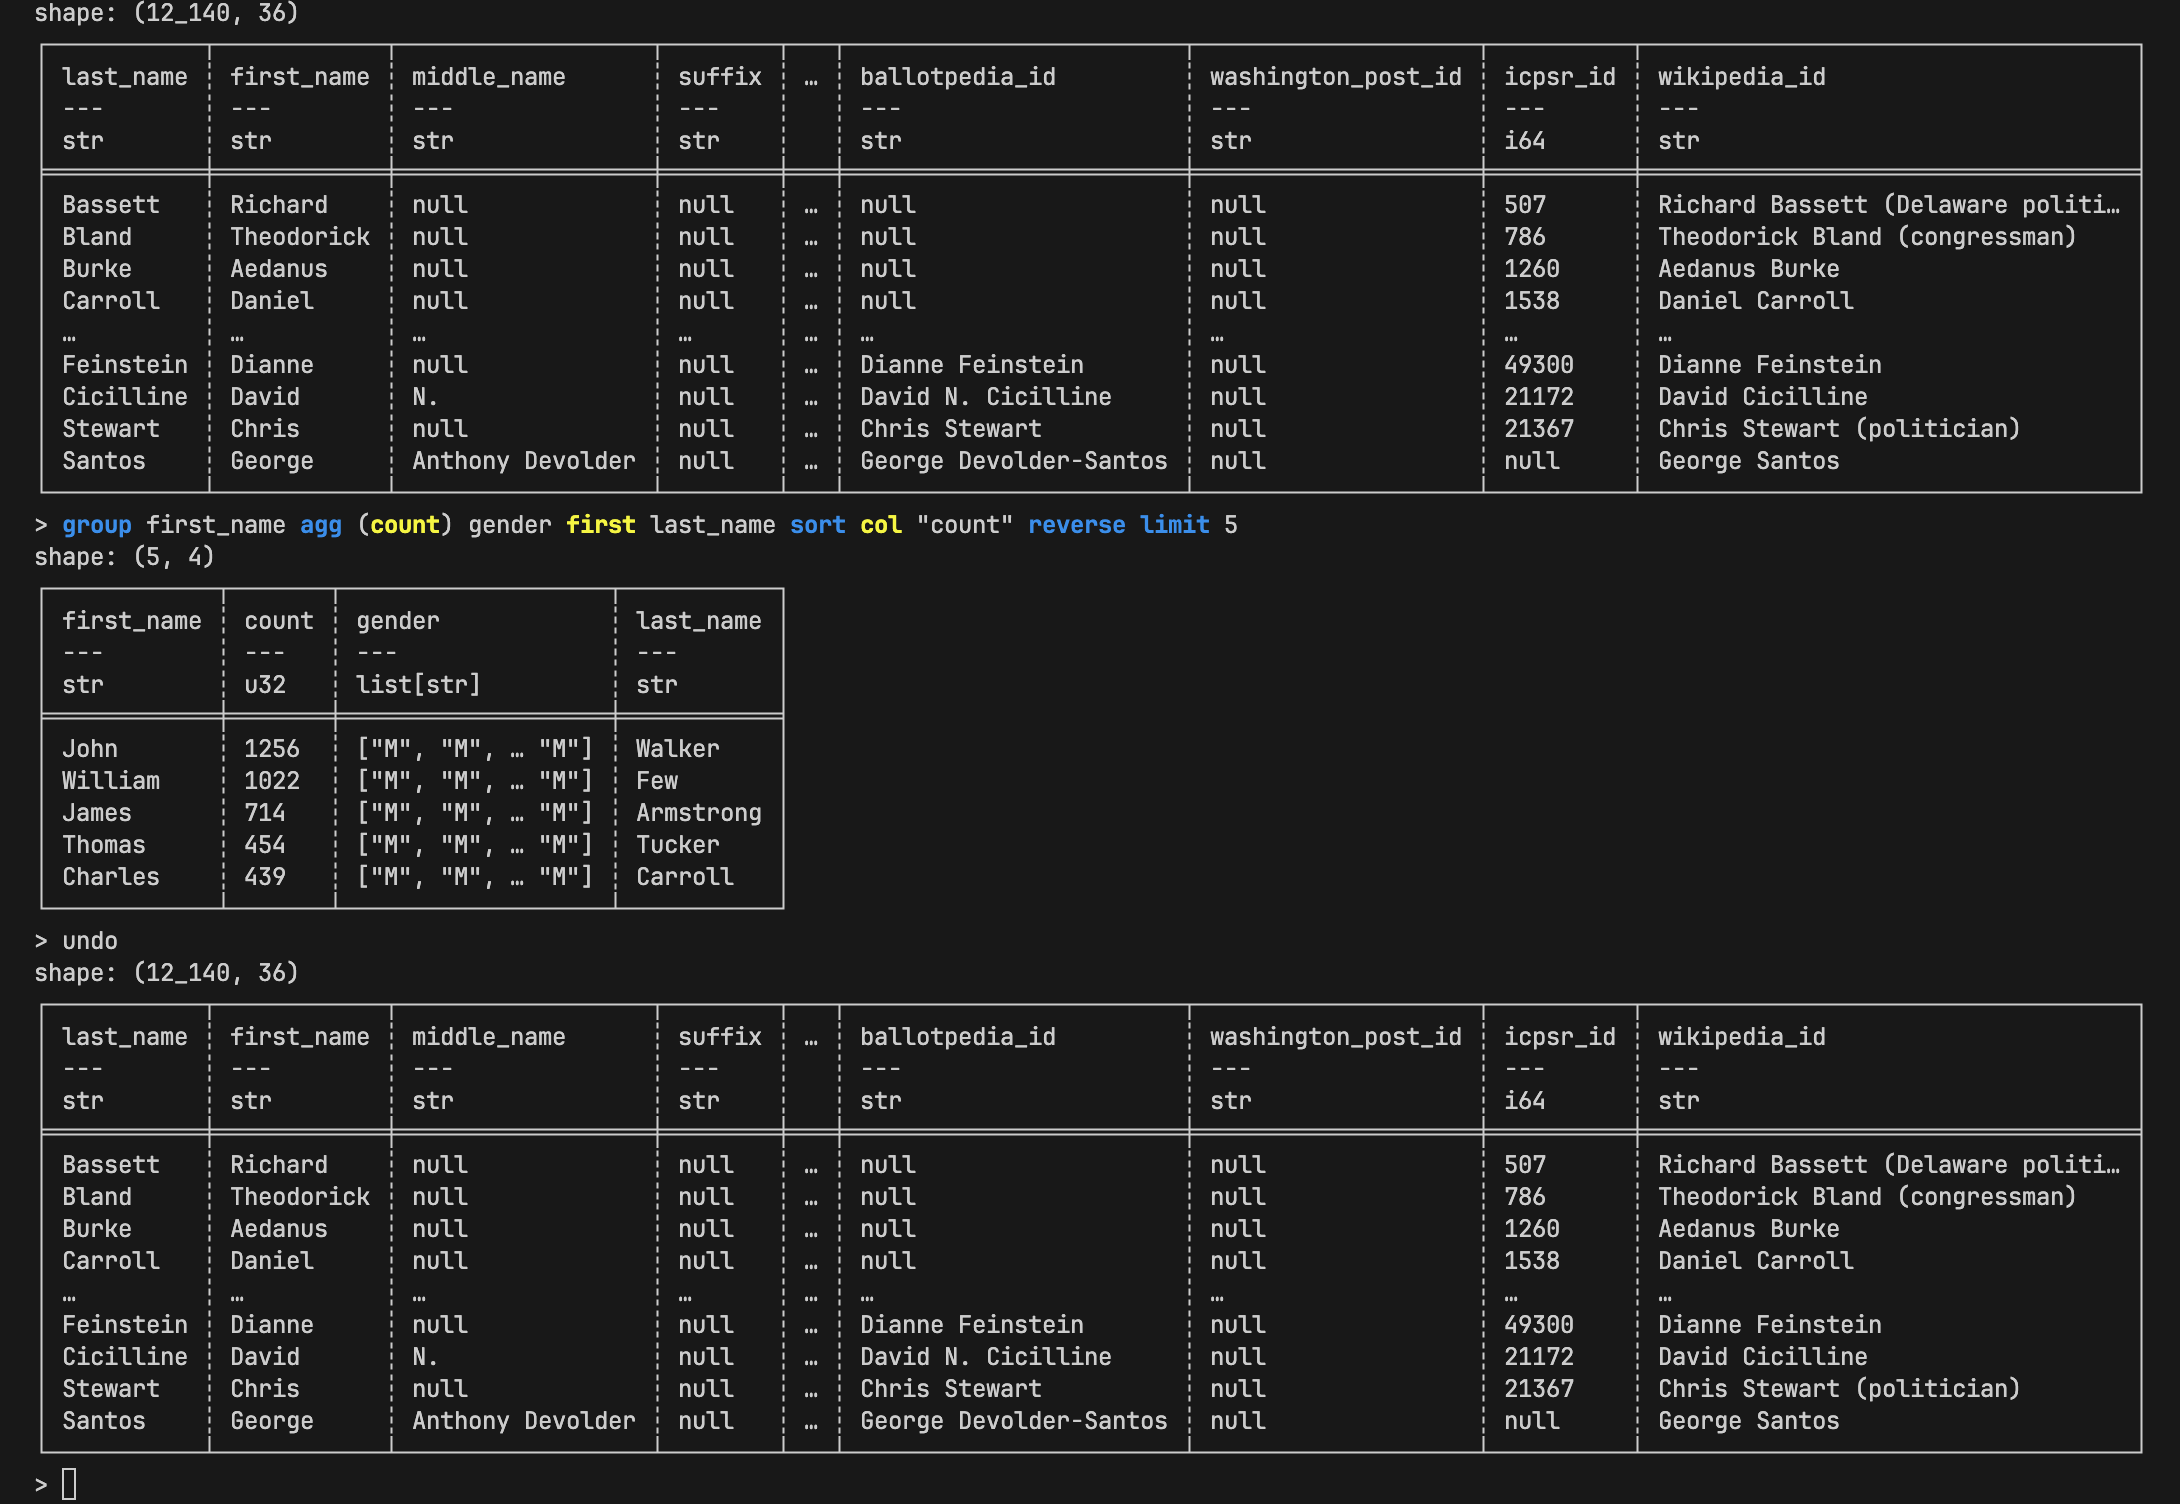 shape: (12_140, 36)
last_name first_name middle_name suffix … ballotpedia_id washington_post_id icpsr_id wikipedia_id
--- --- --- --- --- --- --- ---
str str str str str str i64 str
Bassett Richard null null … null null 507 Richard Bassett (Delaware politi…
Bland Theodorick null null … null null 786 Theodorick Bland (congressman)
Burke Aedanus null null … null null 1260 Aedanus Burke
Carroll Daniel null null … null null 1538 Daniel Carroll
… … … … … … … … …
Feinstein Dianne null null … Dianne Feinstein null 49300 Dianne Feinstein
Cicilline David N. null … David N. Cicilline null 21172 David Cicilline
Stewart Chris null null … Chris Stewart null 21367 Chris Stewart (politician)
Santos George Anthony Devolder null … George Devolder-Santos null null George Santos
> group first_name agg (count) gender first last_name sort col "count" reverse limit 5
shape: (5, 4)
first_name count gender last_name
--- --- --- ---
str u32 list[str] str
John 1256 ["M", "M", … "M"] Walker
William 1022 ["M", "M", … "M"] Few
James 714 ["M", "M", … "M"] Armstrong
Thomas 454 ["M", "M", … "M"] Tucker
Charles 439 ["M", "M", … "M"] Carroll
> undo
shape: (12_140, 36)
last_name first_name middle_name suffix … ballotpedia_id washington_post_id icpsr_id wikipedia_id
--- --- --- --- --- --- --- ---
str str str str str str i64 str
Bassett Richard null null … null null 507 Richard Bassett (Delaware politi…
Bland Theodorick null null … null null 786 Theodorick Bland (congressman)
Burke Aedanus null null … null null 1260 Aedanus Burke
Carroll Daniel null null … null null 1538 Daniel Carroll
… … … … … … … … …
Feinstein Dianne null null … Dianne Feinstein null 49300 Dianne Feinstein
Cicilline David N. null … David N. Cicilline null 21172 David Cicilline
Stewart Chris null null … Chris Stewart null 21367 Chris Stewart (politician)
Santos George Anthony Devolder null … George Devolder-Santos null null George Santos
>